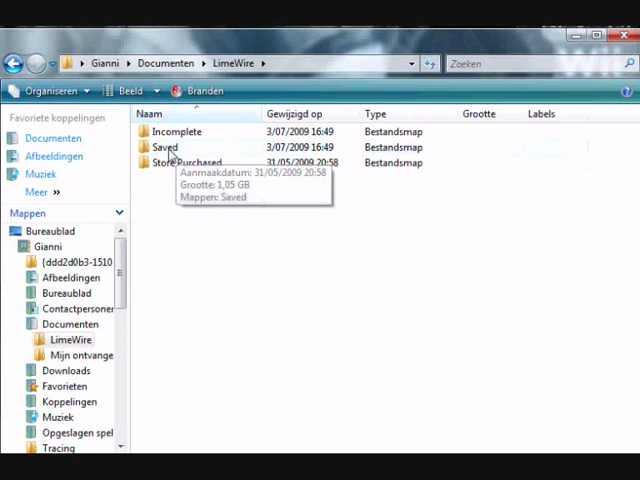 Gianni ▸ Documenten ▸ LimeWire ▸ Zoeken
Organiseren Beeld Branden
Favoriete koppelingen
Documenten
Afbeeldingen
Muziek
Meer »
Mappen
Bureaublad
Gianni
{ddd2d0b3-1510
Afbeeldingen
Bureaublad
Contactpersoner
Documenten
LimeWire
Mijn ontvange
Downloads
Favorieten
Koppelingen
Muziek
Opgeslagen spel
Tracing
Naam Gewijzigd op Type Grootte Labels
Incomplete 3/07/2009 16:49 Bestandsmap
Saved 3/07/2009 16:49 Bestandsmap
Store Purchased 31/05/2009 20:58 Bestandsmap
Aanmaakdatum: 31/05/2009 20:58
Grootte: 1,05 GB
Mappen: Saved